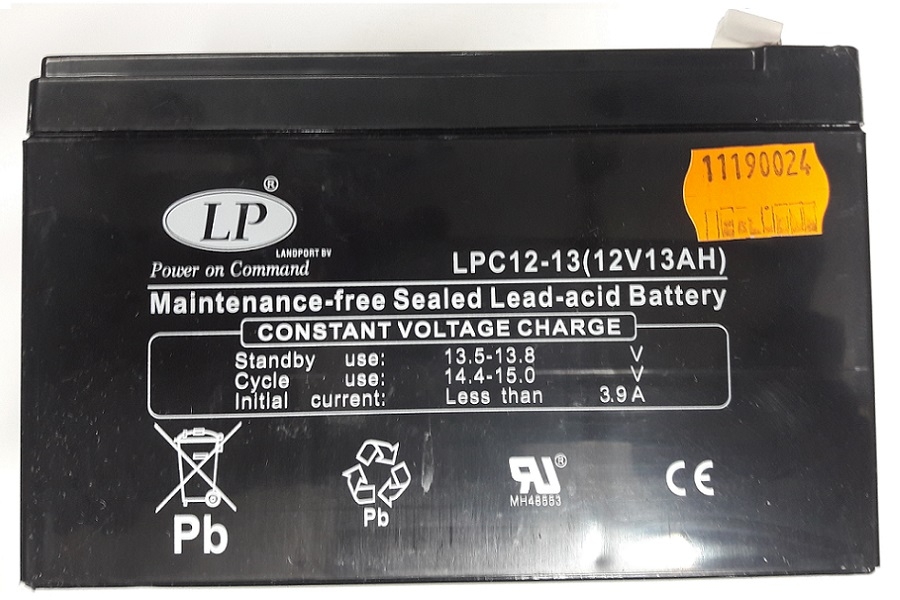 11190024
LP®
LANDPORT BV
Power on Command
LPC12-13(12V13AH)
Maintenance-free Sealed Lead-acid Battery
CONSTANT VOLTAGE CHARGE
Standby use: 13.5-13.8 V
Cycle use: 14.4-15.0 V
Initial current: Less than 3.9 A
Pb
Pb
RU®
MH48553
CE